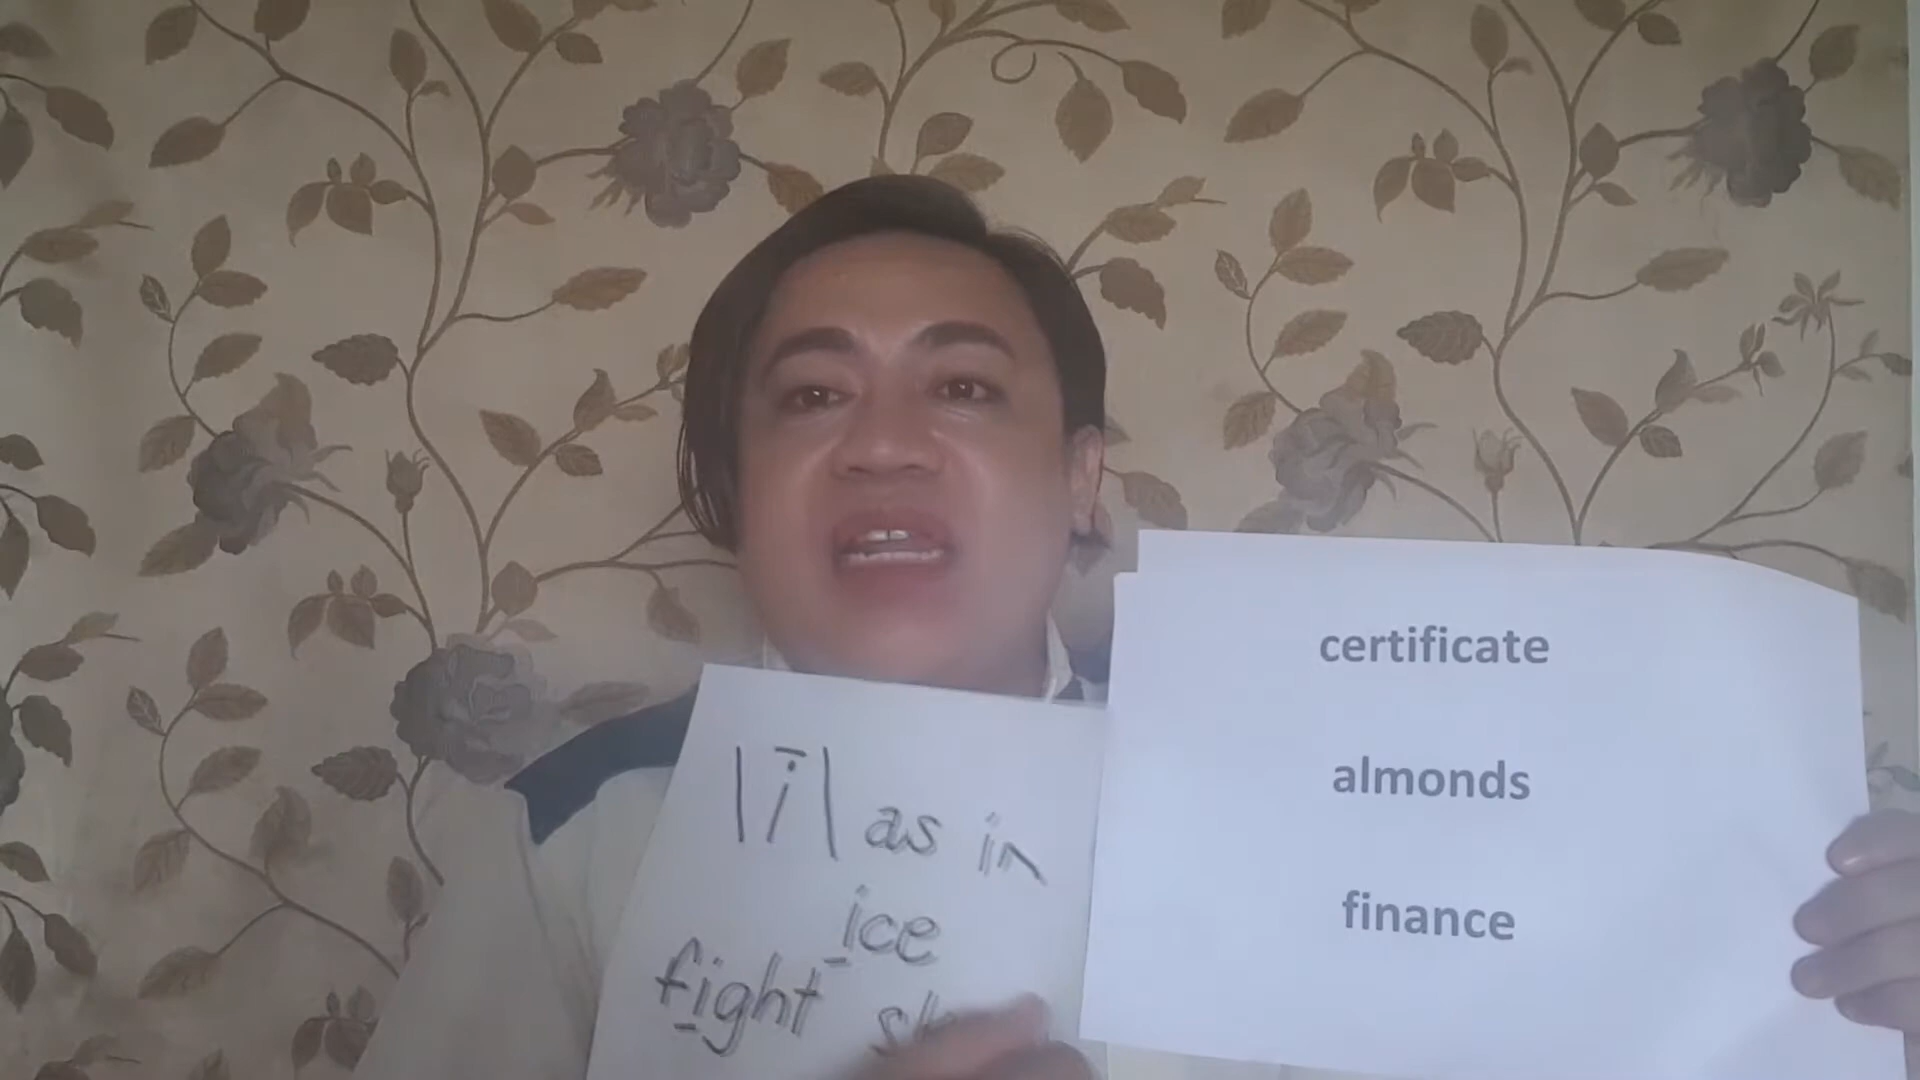 |ī| as in
ice
fight
certificate
almonds
finance